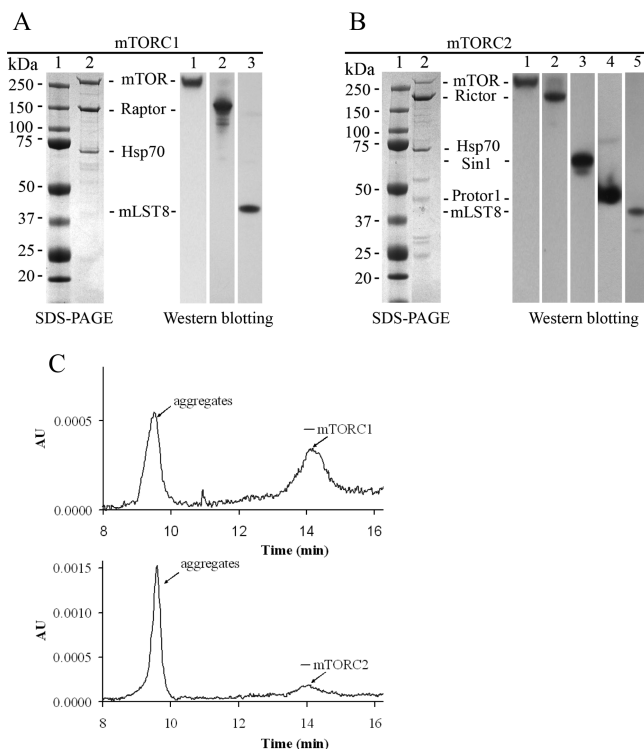 A
mTORC1
kDa
1 2
1 2 3
250
150
100
75
50
37
25
20
mTOR
Raptor
Hsp70
mLST8
SDS-PAGE
Western blotting
B
mTORC2
kDa
1 2
1 2 3 4 5
250
150
100
75
50
37
25
20
mTOR
Rictor
Hsp70
Sin1
Protor1
mLST8
SDS-PAGE
Western blotting
C
aggregates
mTORC1
0.0005
0.0000
AU
8 10 12 14 16
Time (min)
aggregates
mTORC2
0.0015
0.0010
0.0005
0.0000
AU
8 10 12 14 16
Time (min)